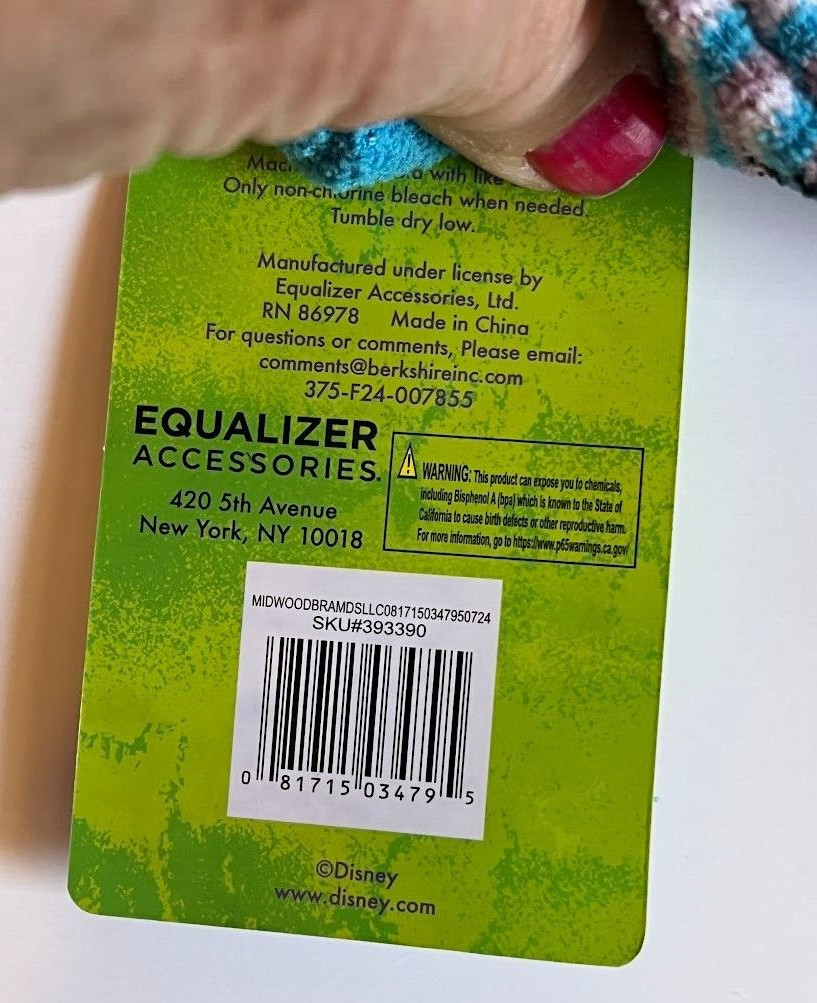 with like
Only non-chlorine bleach when needed.
Tumble dry low.
Manufactured under license by
Equalizer Accessories, Ltd.
RN 86978 Made in China
For questions or comments, Please email:
comments@berkshireinc.com
375-F24-007855
EQUALIZER
ACCESSORIES.
420 5th Avenue
New York, NY 10018
WARNING: This product can expose you to chemicals,
including Bisphenol A (bpa) which is known to the State of
California to cause birth defects or other reproductive harm.
For more information, go to https://www.p65warnings.ca.gov/
MIDWOODBRAMDSLLC0817150347950724
SKU#393390
0 81715 03479 5
©Disney
www.disney.com